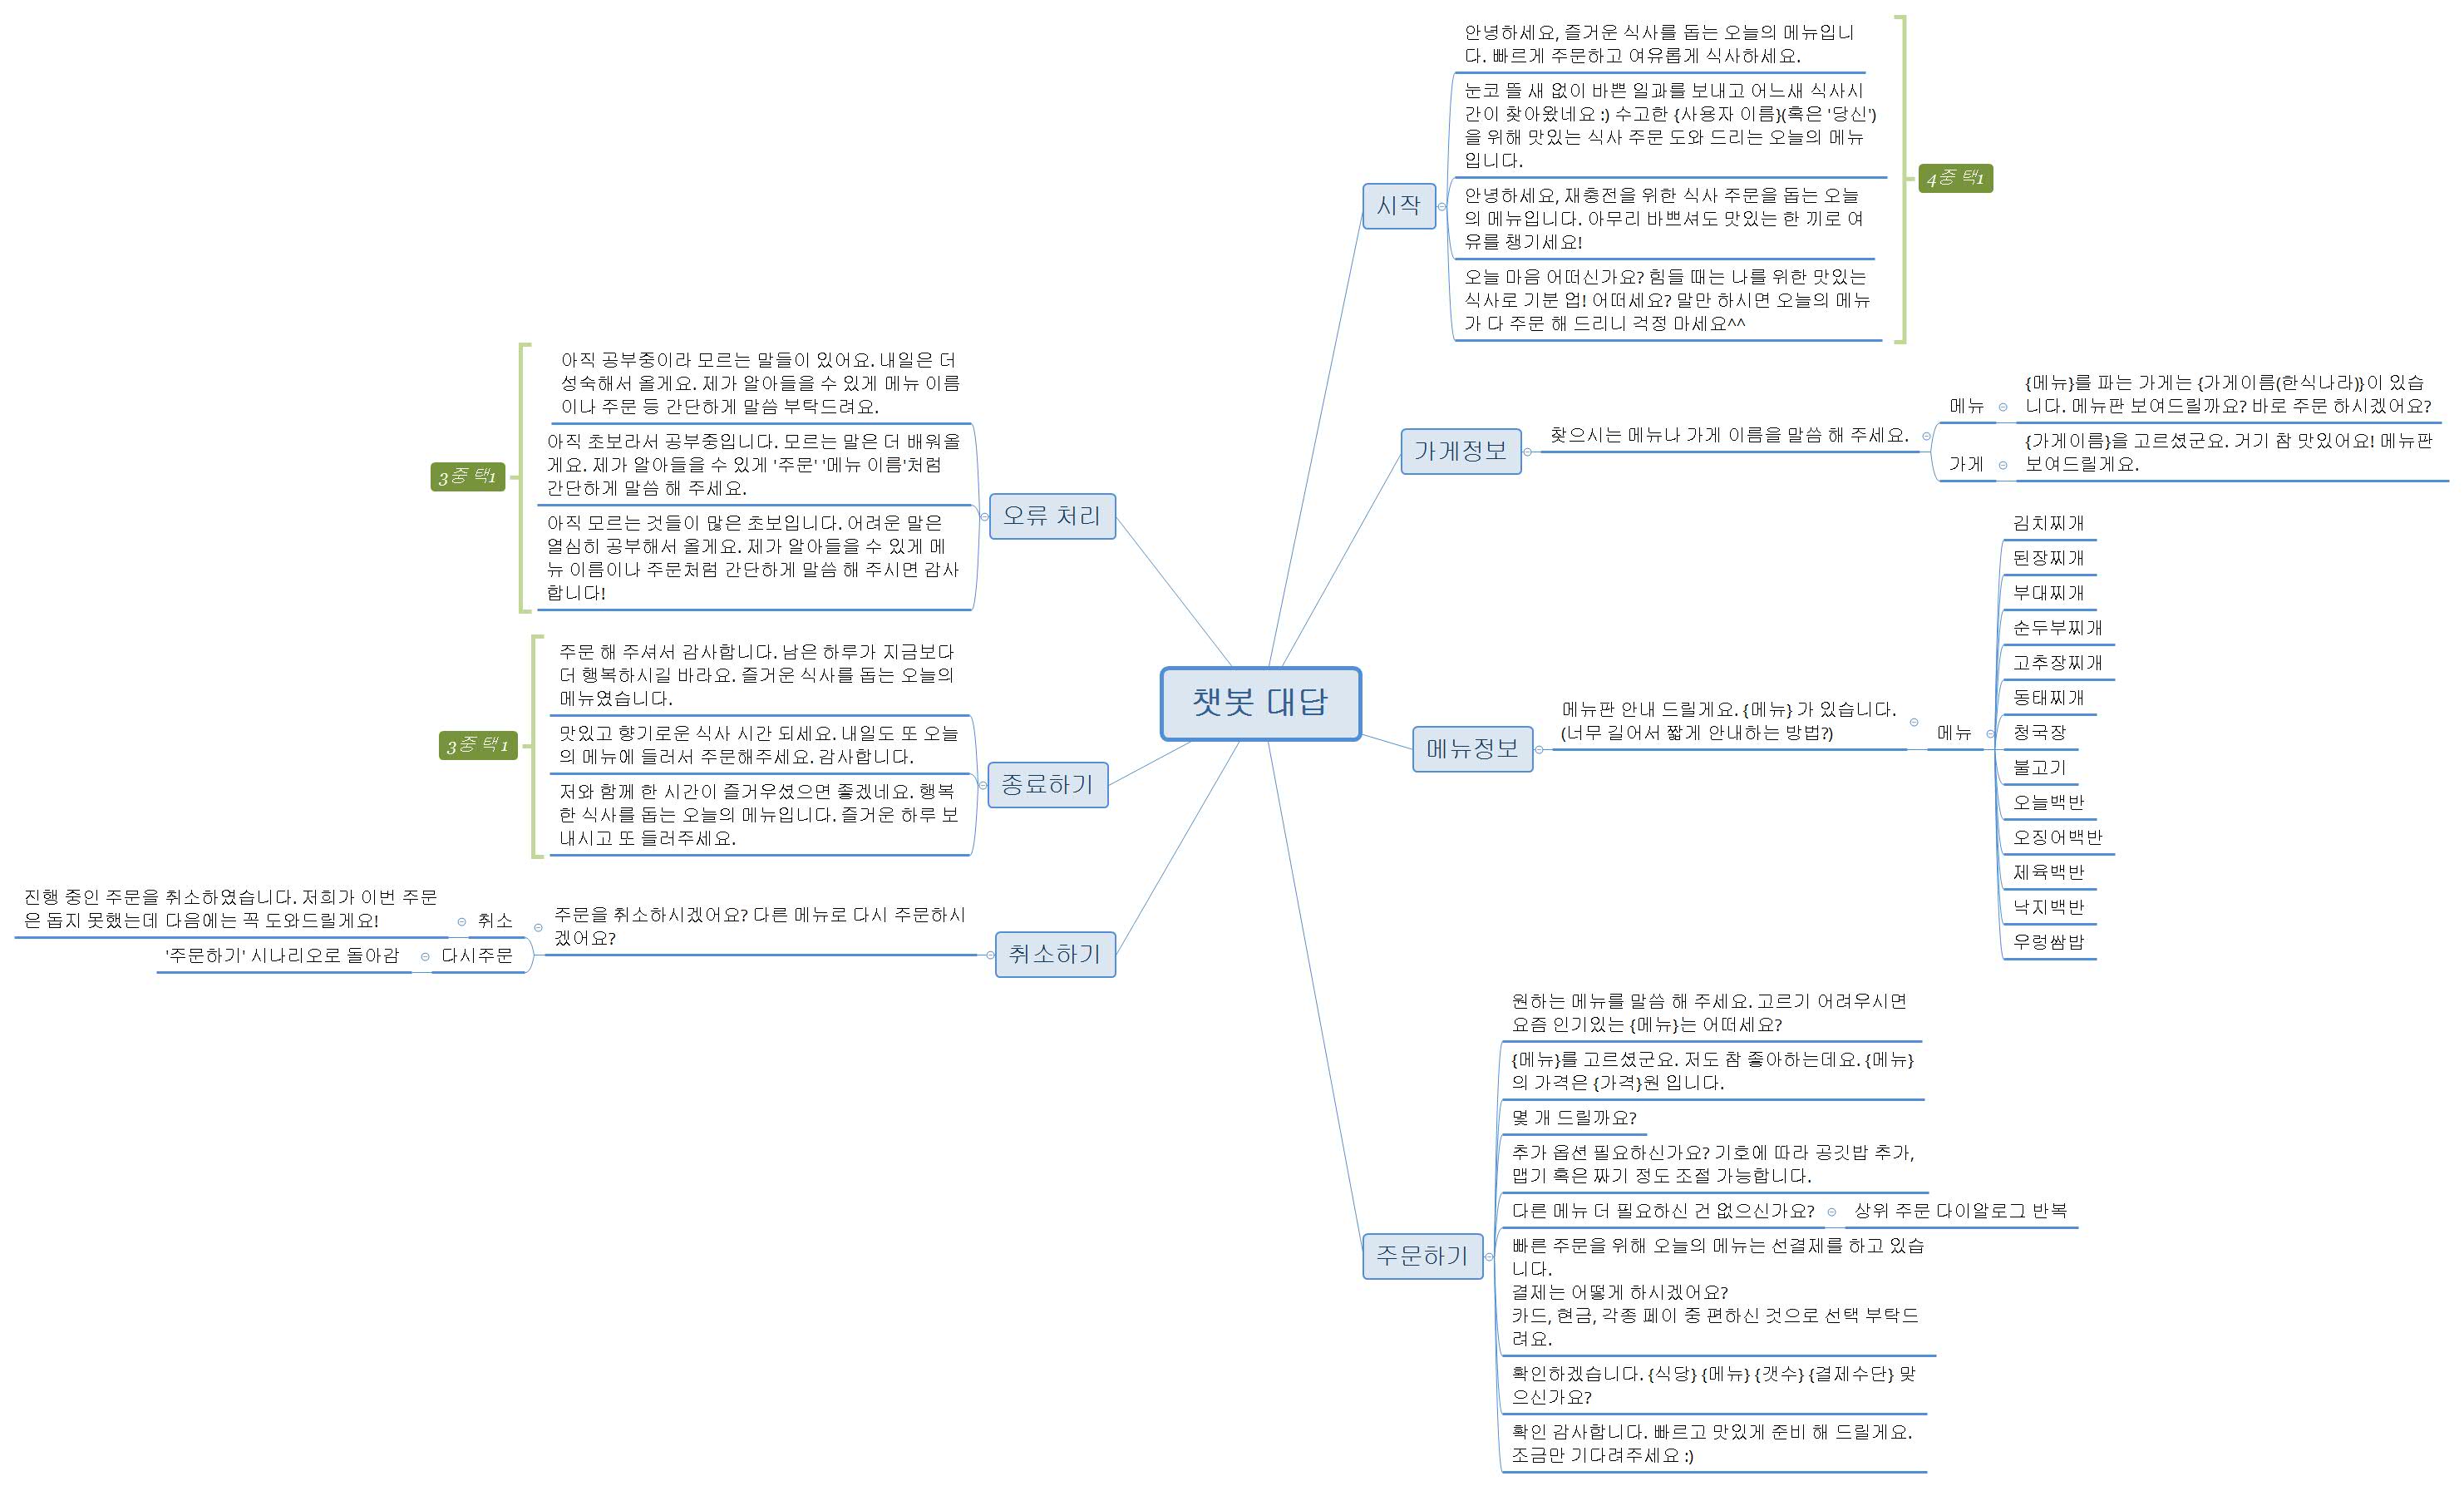 챗봇 대답
시작
안녕하세요, 즐거운 식사를 돕는 오늘의 메뉴입니
다. 빠르게 주문하고 여유롭게 식사하세요.
눈코 뜰 새 없이 바쁜 일과를 보내고 어느새 식사시
간이 찾아왔네요 :) 수고한 {사용자 이름}(혹은 '당신')
을 위해 맛있는 식사 주문 도와 드리는 오늘의 메뉴
입니다.
안녕하세요, 재충전을 위한 식사 주문을 돕는 오늘
의 메뉴입니다. 아무리 바쁘셔도 맛있는 한 끼로 여
유를 챙기세요!
오늘 마음 어떠신가요? 힘들 때는 나를 위한 맛있는
식사로 기분 업! 어떠세요? 말만 하시면 오늘의 메뉴
가 다 주문 해 드리니 걱정 마세요^^
4중 택1
가게정보
찾으시는 메뉴나 가게 이름을 말씀 해 주세요.
메뉴
{메뉴}를 파는 가게는 {가게이름(한식나라)}이 있습
니다. 메뉴판 보여드릴까요? 바로 주문 하시겠어요?
가게
{가게이름}을 고르셨군요. 거기 참 맛있어요! 메뉴판
보여드릴게요.
메뉴정보
메뉴판 안내 드릴게요. {메뉴} 가 있습니다.
(너무 길어서 짧게 안내하는 방법?)
메뉴
김치찌개
된장찌개
부대찌개
순두부찌개
고추장찌개
동태찌개
청국장
불고기
오늘백반
오징어백반
제육백반
낙지백반
우렁쌈밥
주문하기
원하는 메뉴를 말씀 해 주세요. 고르기 어려우시면
요즘 인기있는 {메뉴}는 어떠세요?
{메뉴}를 고르셨군요. 저도 참 좋아하는데요. {메뉴}
의 가격은 {가격}원 입니다.
몇 개 드릴까요?
추가 옵션 필요하신가요? 기호에 따라 공깃밥 추가,
맵기 혹은 짜기 정도 조절 가능합니다.
다른 메뉴 더 필요하신 건 없으신가요?
상위 주문 다이알로그 반복
빠른 주문을 위해 오늘의 메뉴는 선결제를 하고 있습
니다.
결제는 어떻게 하시겠어요?
카드, 현금, 각종 페이 중 편하신 것으로 선택 부탁드
려요.
확인하겠습니다. {식당} {메뉴} {갯수} {결제수단} 맞
으신가요?
확인 감사합니다. 빠르고 맛있게 준비 해 드릴게요.
조금만 기다려주세요 :)
오류 처리
아직 공부중이라 모르는 말들이 있어요. 내일은 더
성숙해서 올게요. 제가 알아들을 수 있게 메뉴 이름
이나 주문 등 간단하게 말씀 부탁드려요.
아직 초보라서 공부중입니다. 모르는 말은 더 배워올
게요. 제가 알아들을 수 있게 '주문' '메뉴 이름'처럼
간단하게 말씀 해 주세요.
아직 모르는 것들이 많은 초보입니다. 어려운 말은
열심히 공부해서 올게요. 제가 알아들을 수 있게 메
뉴 이름이나 주문처럼 간단하게 말씀 해 주시면 감사
합니다!
3중 택1
종료하기
주문 해 주셔서 감사합니다. 남은 하루가 지금보다
더 행복하시길 바라요. 즐거운 식사를 돕는 오늘의
메뉴였습니다.
맛있고 향기로운 식사 시간 되세요. 내일도 또 오늘
의 메뉴에 들러서 주문해주세요. 감사합니다.
저와 함께 한 시간이 즐거우셨으면 좋겠네요. 행복
한 식사를 돕는 오늘의 메뉴입니다. 즐거운 하루 보
내시고 또 들러주세요.
3중 택1
취소하기
주문을 취소하시겠어요? 다른 메뉴로 다시 주문하시
겠어요?
취소
진행 중인 주문을 취소하였습니다. 저희가 이번 주문
은 돕지 못했는데 다음에는 꼭 도와드릴게요!
다시주문
'주문하기' 시나리오로 돌아감